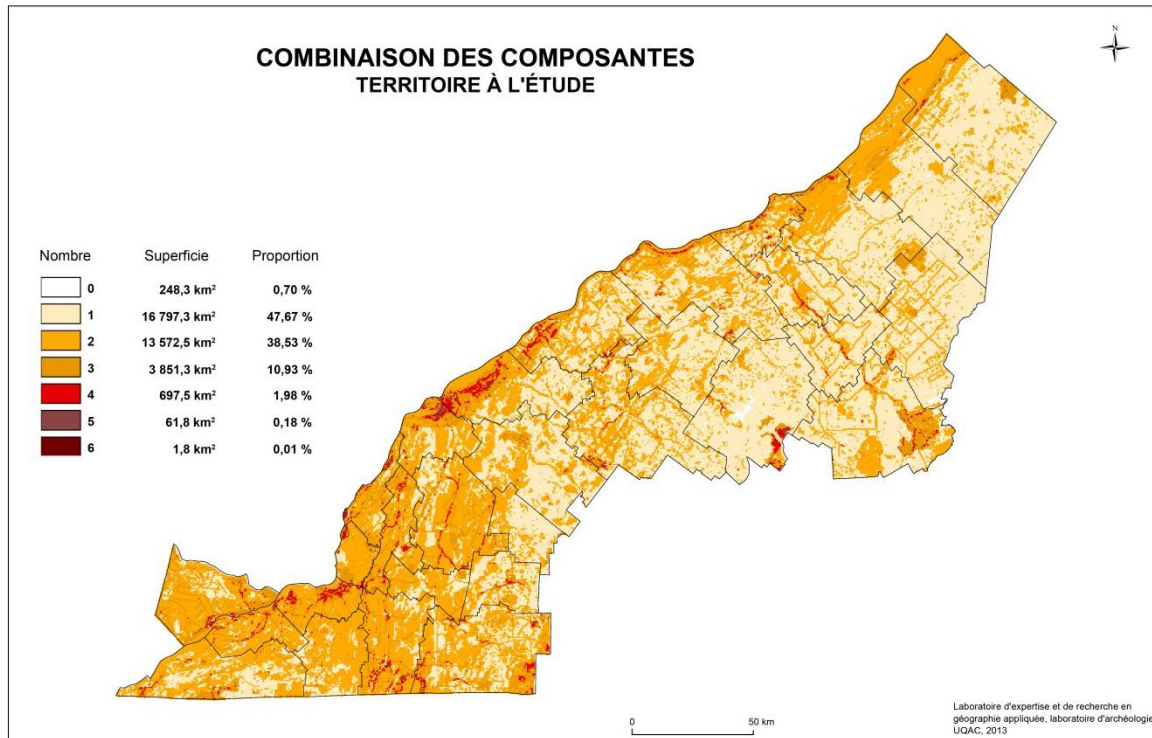 COMBINAISON DES COMPOSANTES
TERRITOIRE À L'ÉTUDE
N
Nombre Superficie Proportion
0 248,3 km² 0,70 %
1 16 797,3 km² 47,67 %
2 13 572,5 km² 38,53 %
3 3 851,3 km² 10,93 %
4 697,5 km² 1,98 %
5 61,8 km² 0,18 %
6 1,8 km² 0,01 %
0 50 km
Laboratoire d'expertise et de recherche en
géographie appliquée, laboratoire d'archéologie
UQAC, 2013